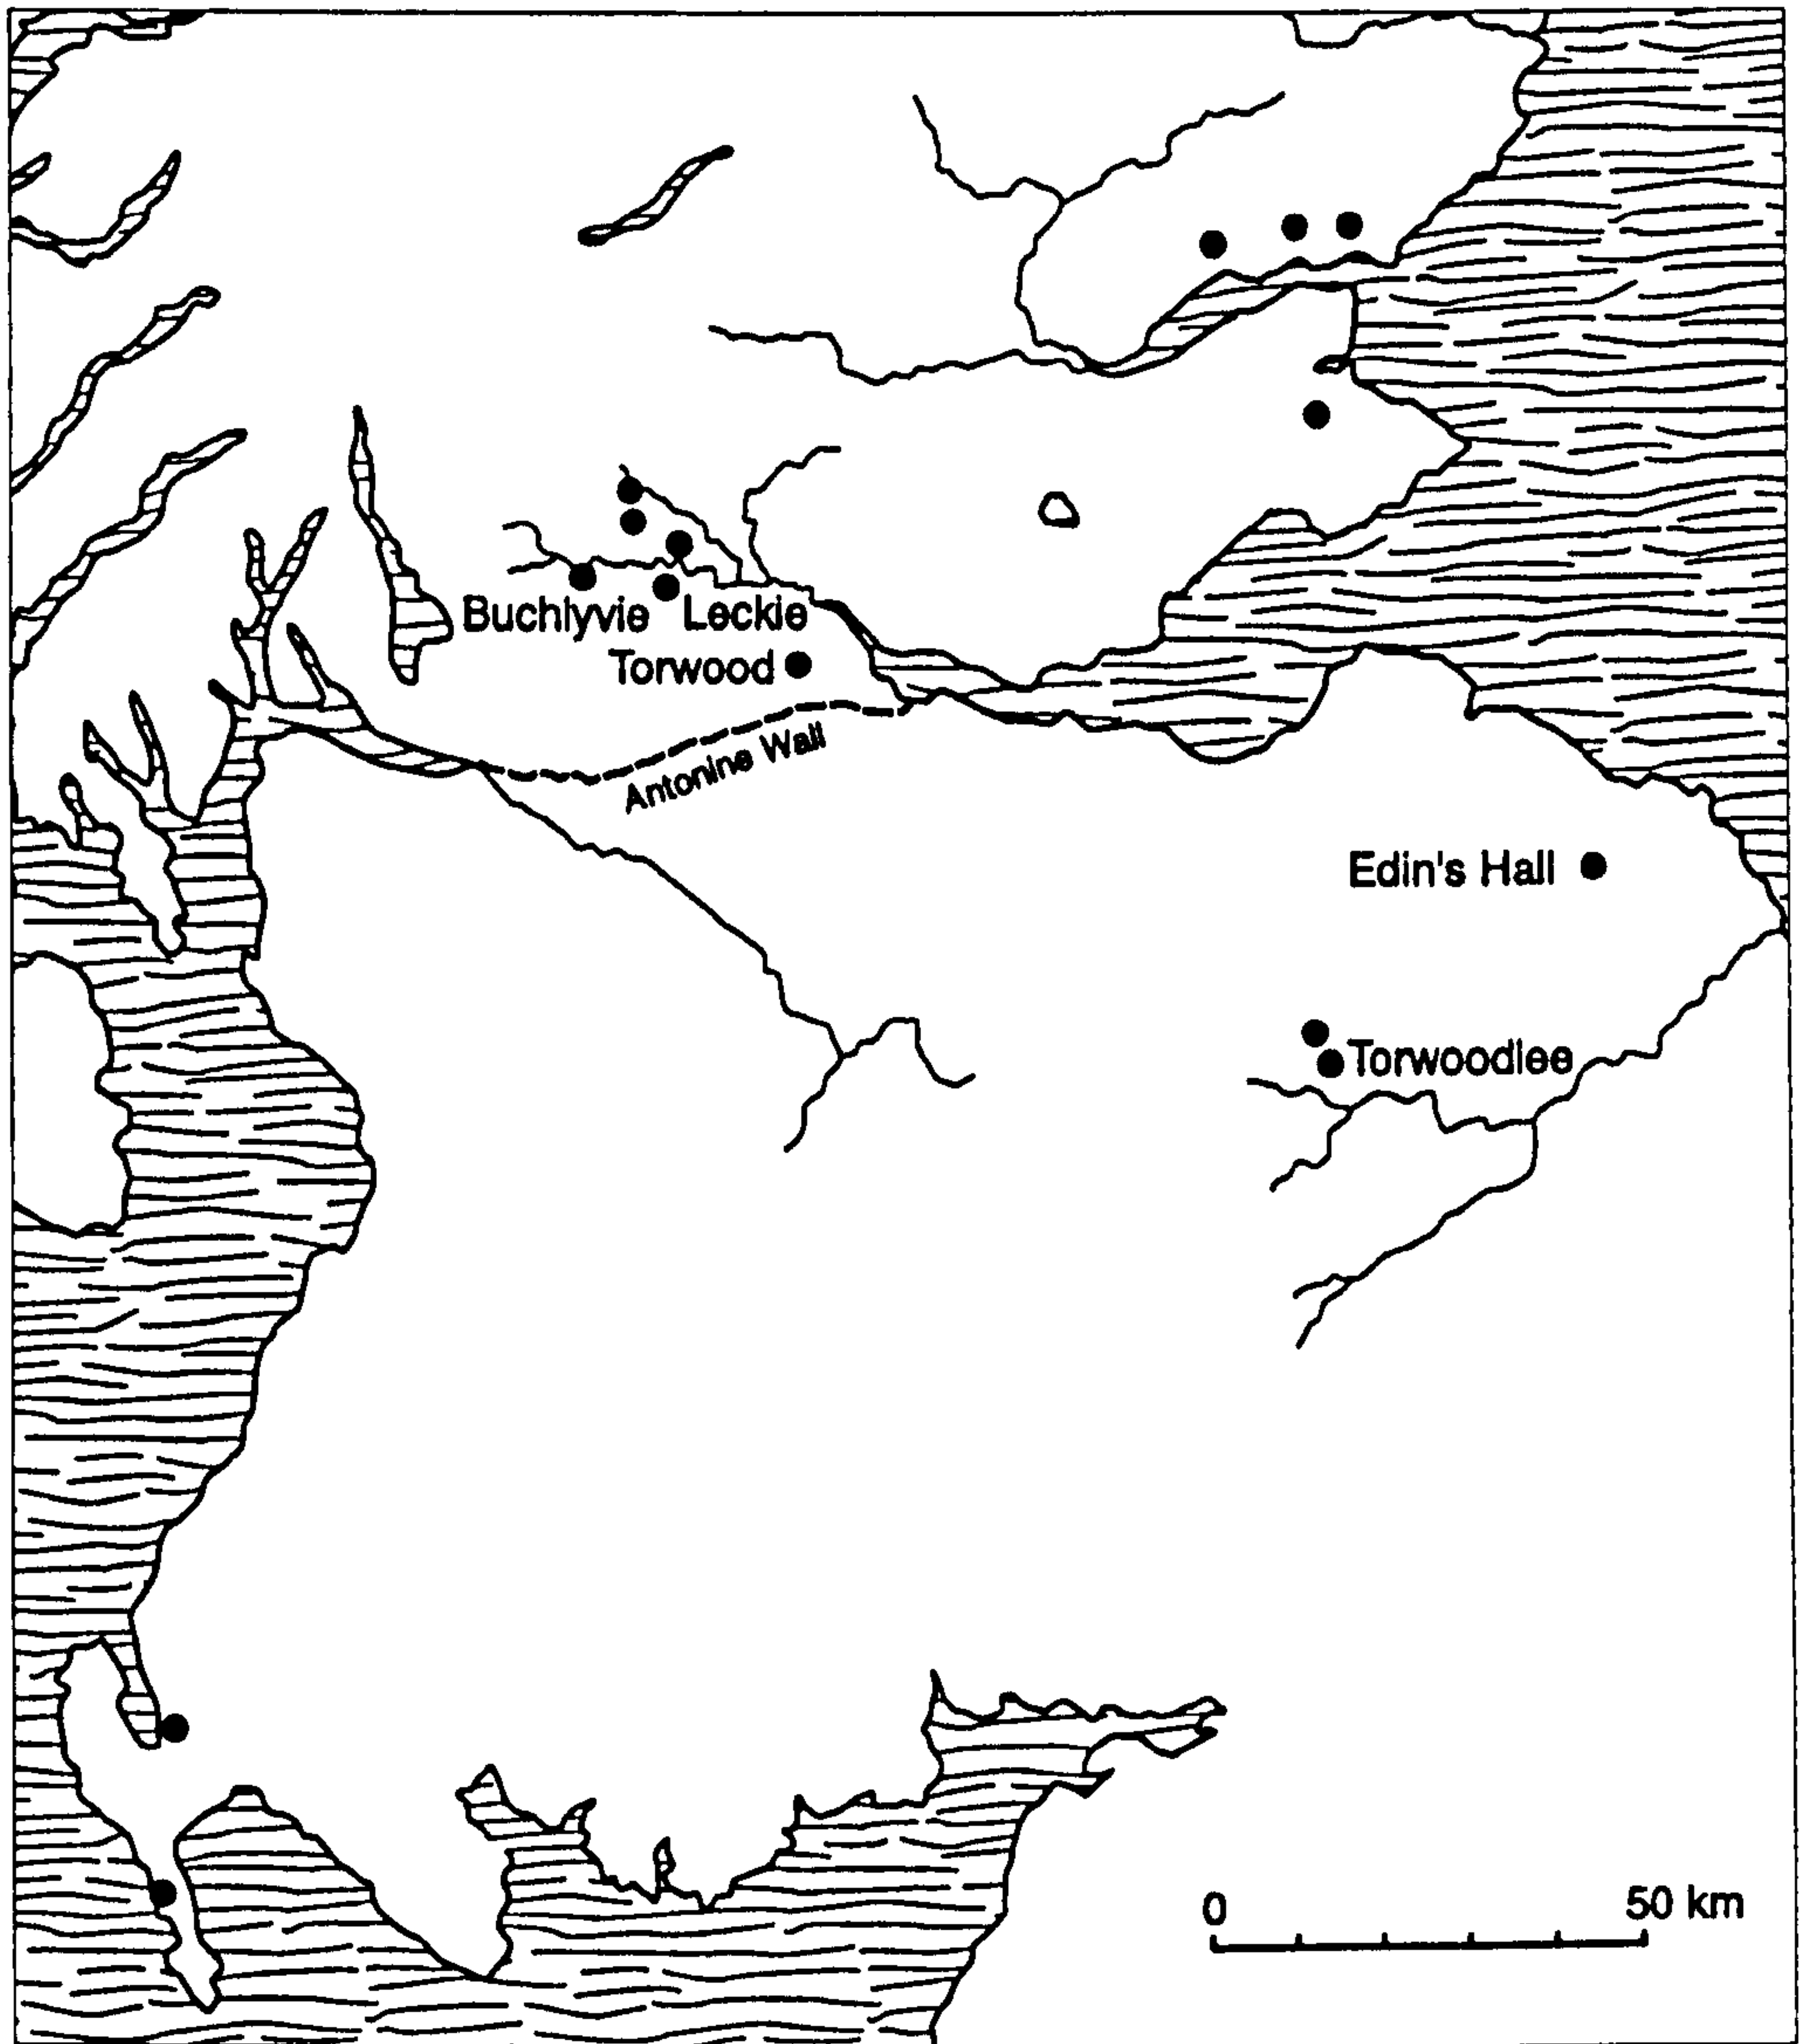 Buchlyvie Leckie
Torwood
Antonine Wall
Edin's Hall
Torwoodlee
0 50 km